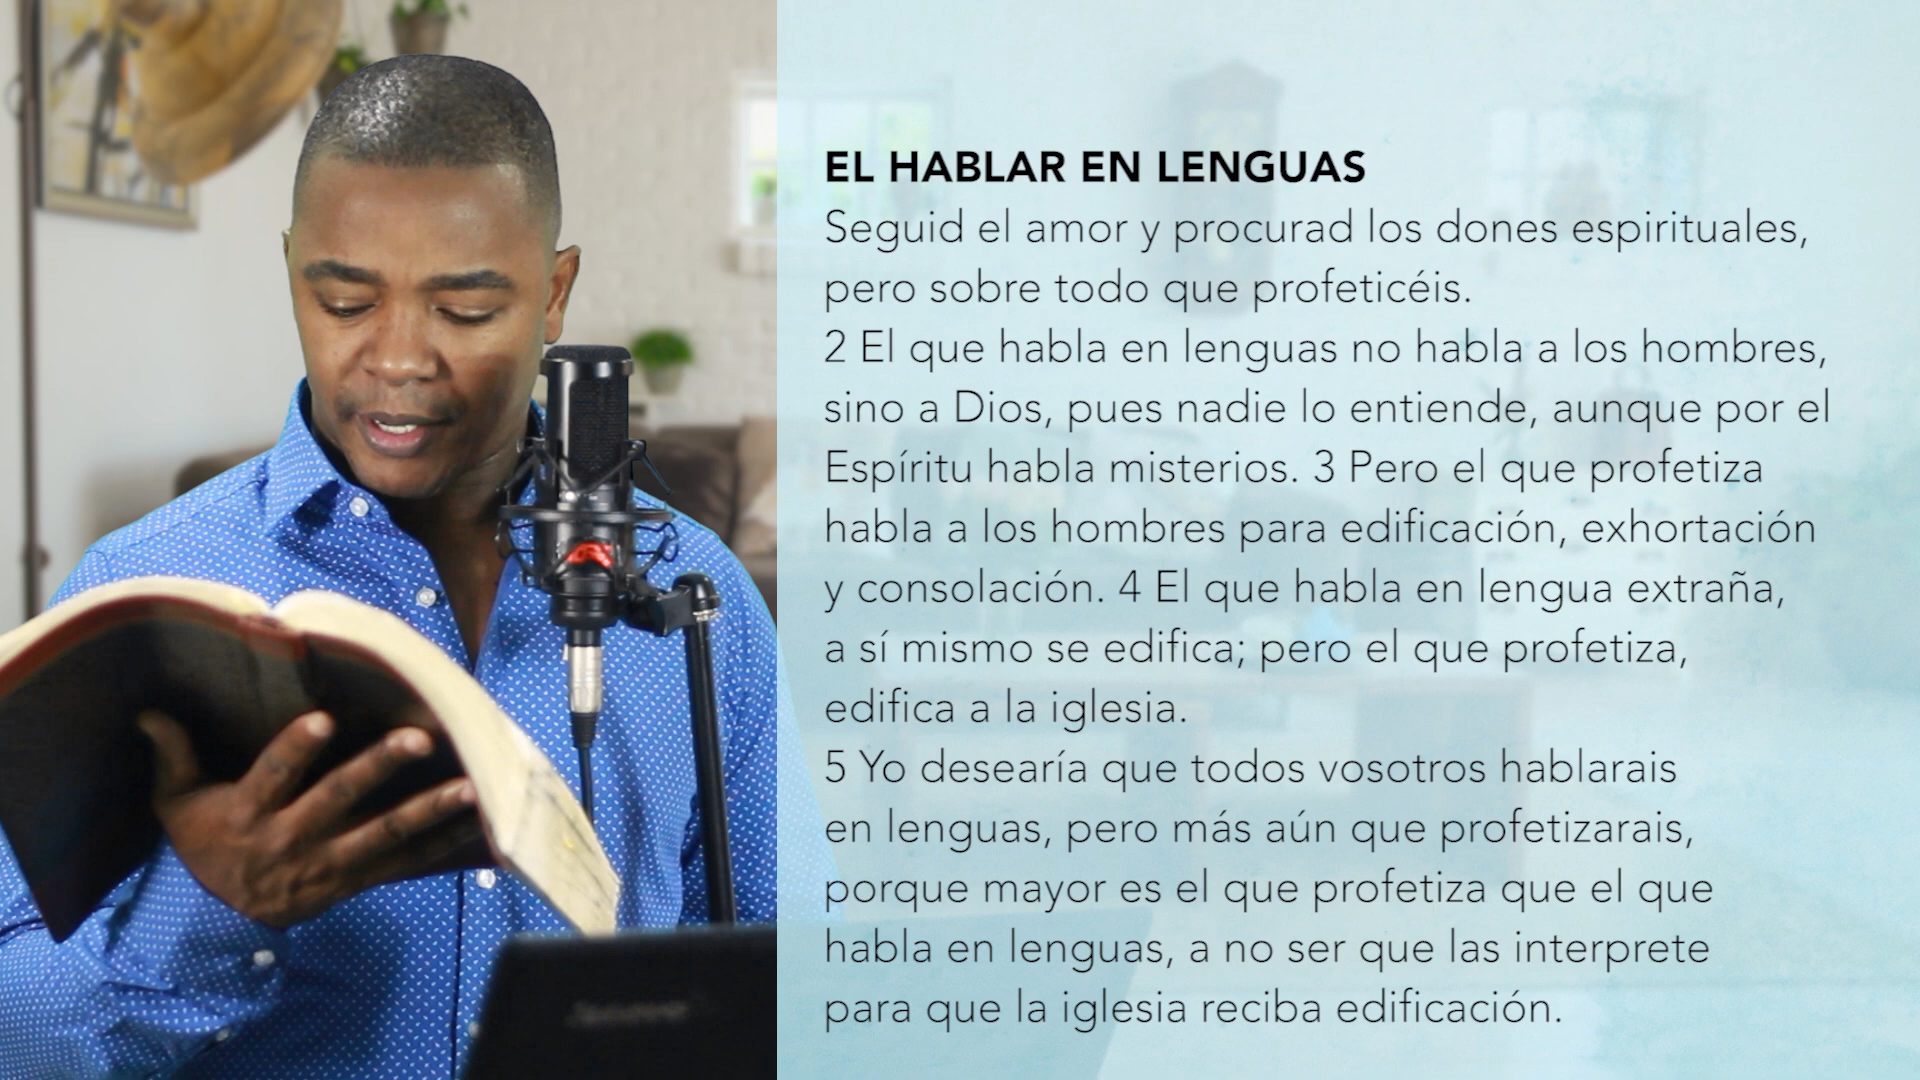 EL HABLAR EN LENGUAS
Seguid el amor y procurad los dones espirituales,
pero sobre todo que profeticéis.
2 El que habla en lenguas no habla a los hombres,
sino a Dios, pues nadie lo entiende, aunque por el
Espíritu habla misterios. 3 Pero el que profetiza
habla a los hombres para edificación, exhortación
y consolación. 4 El que habla en lengua extraña,
a sí mismo se edifica; pero el que profetiza,
edifica a la iglesia.
5 Yo desearía que todos vosotros hablarais
en lenguas, pero más aún que profetizarais,
porque mayor es el que profetiza que el que
habla en lenguas, a no ser que las interprete
para que la iglesia reciba edificación.